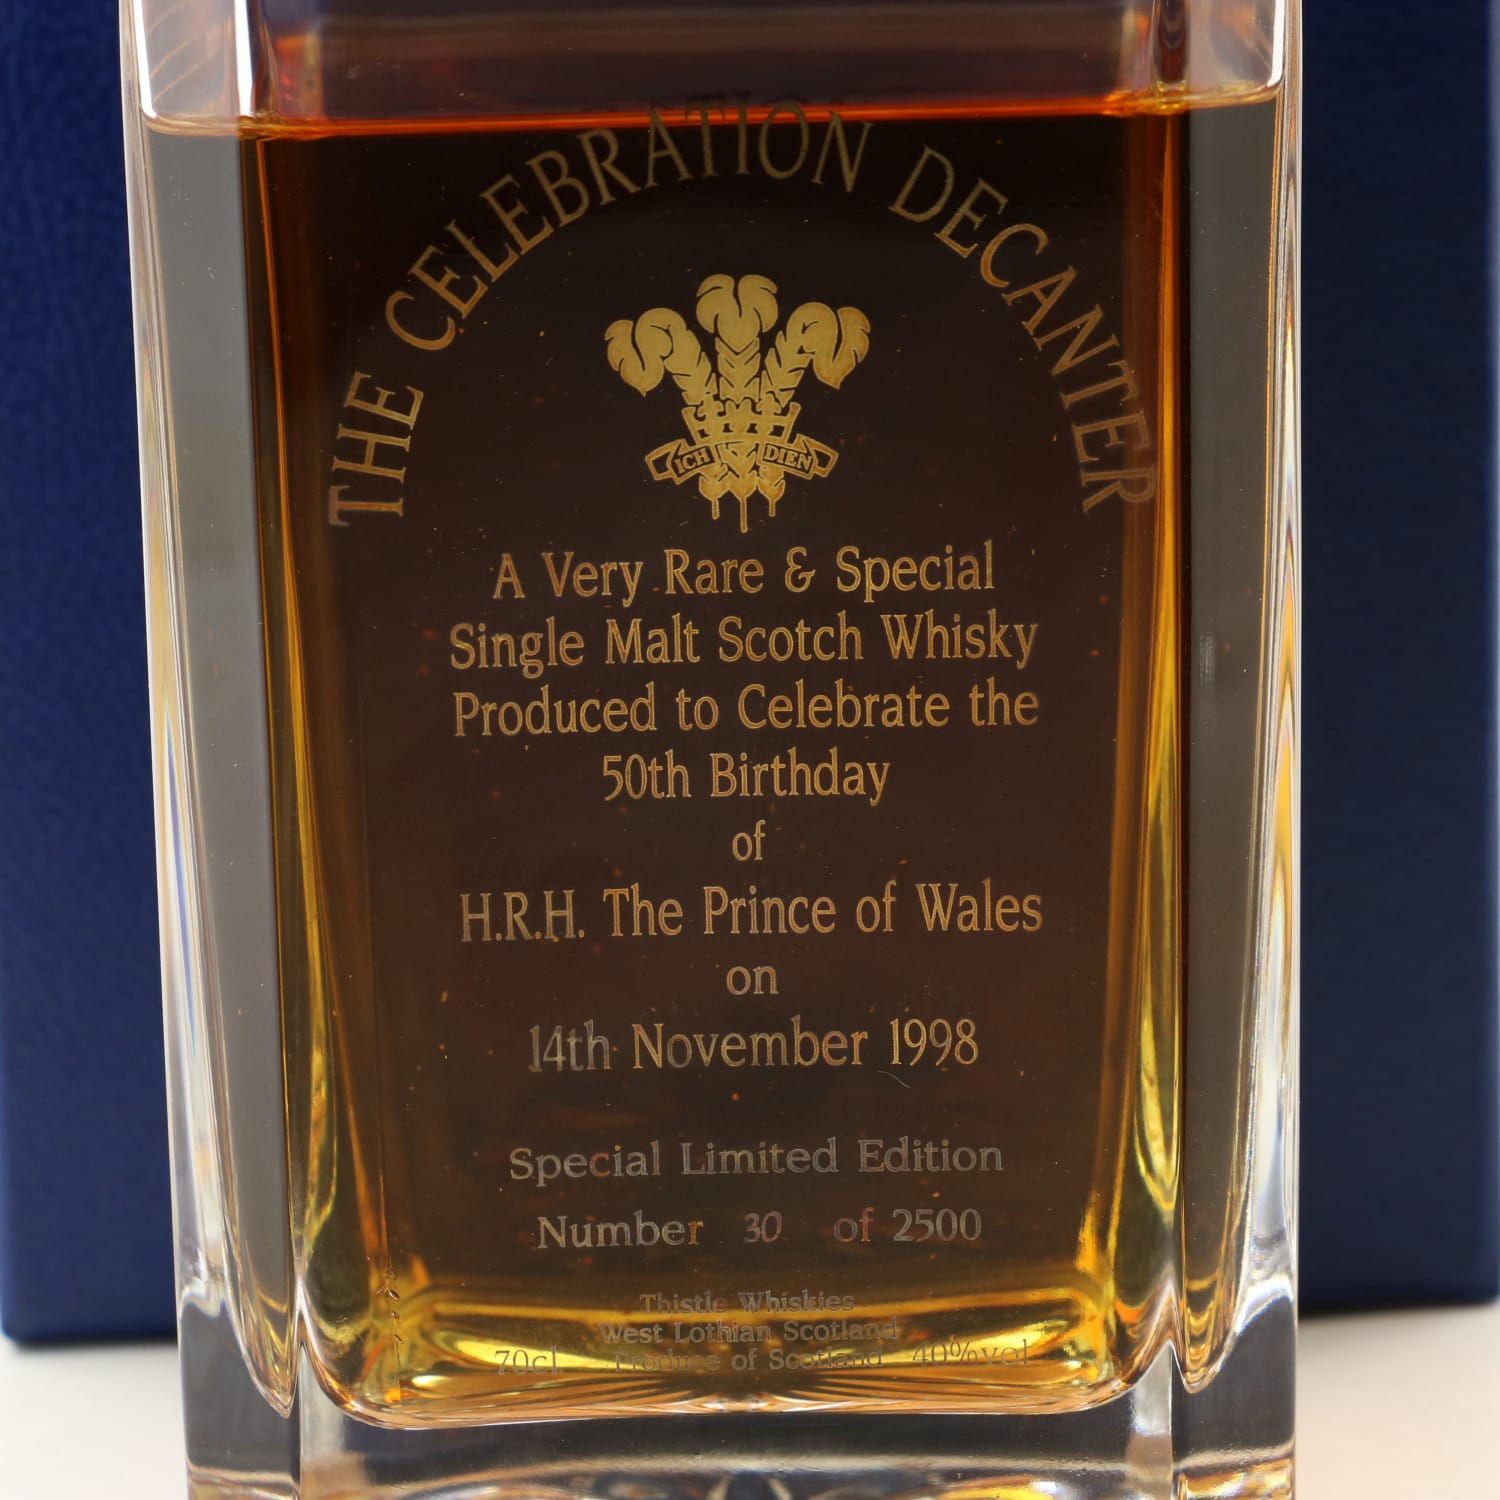 THE CELEBRATION DECANTER
ICH DIEN
A Very Rare & Special
Single Malt Scotch Whisky
Produced to Celebrate the
50th Birthday
of
H.R.H. The Prince of Wales
on
14th November 1998
Special Limited Edition
Number 30 of 2500
Thistle Whiskies
West Lothian Scotland
70cl Produce of Scotland 40%vol